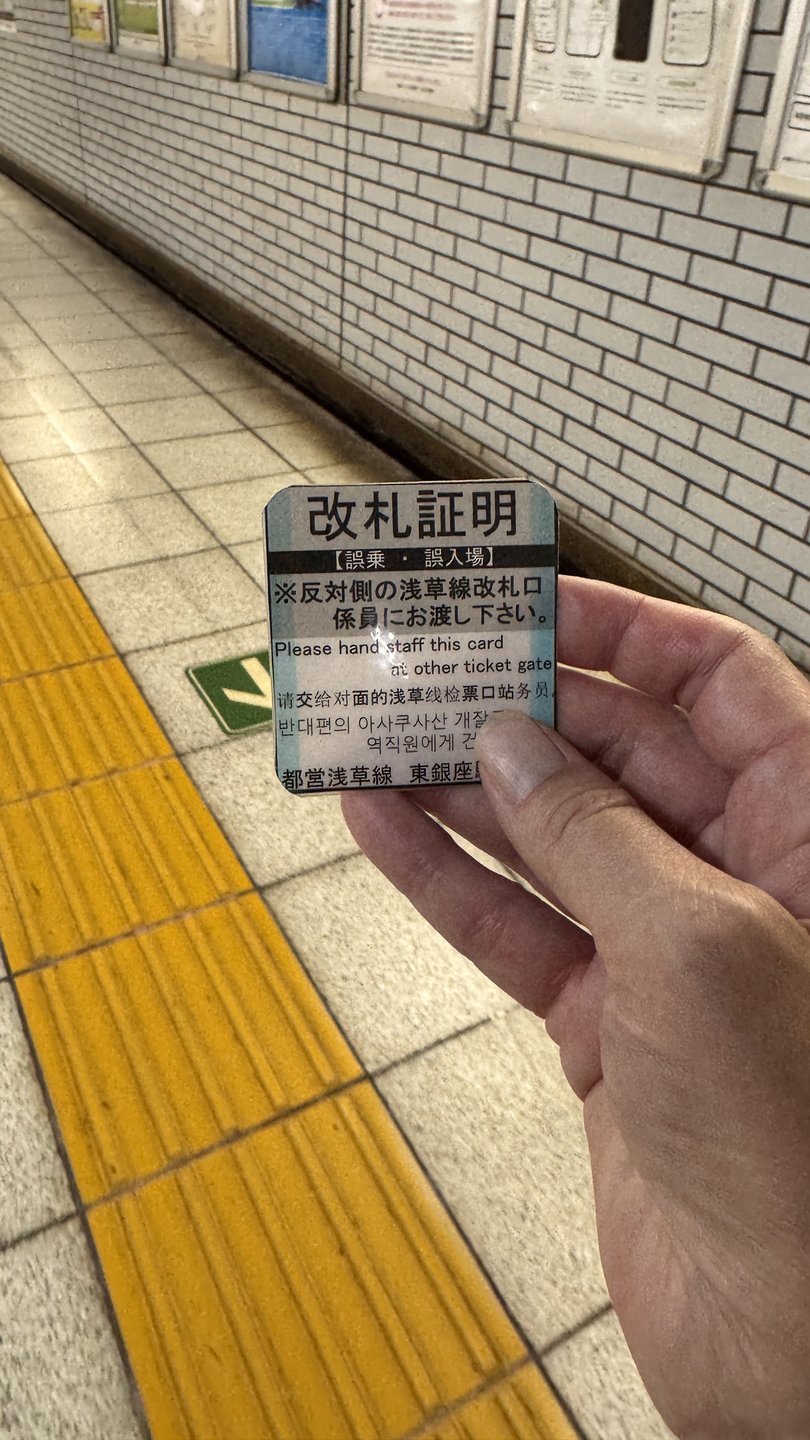 改札証明
【誤乗・誤入場】
※反対側の浅草線改札口
係員にお渡し下さい。
Please hand staff this card
at other ticket gate
请交给对面的浅草线检票口站务员.
반대편의 아사쿠사산 개찰
역직원에게 건
都営浅草線 東銀座